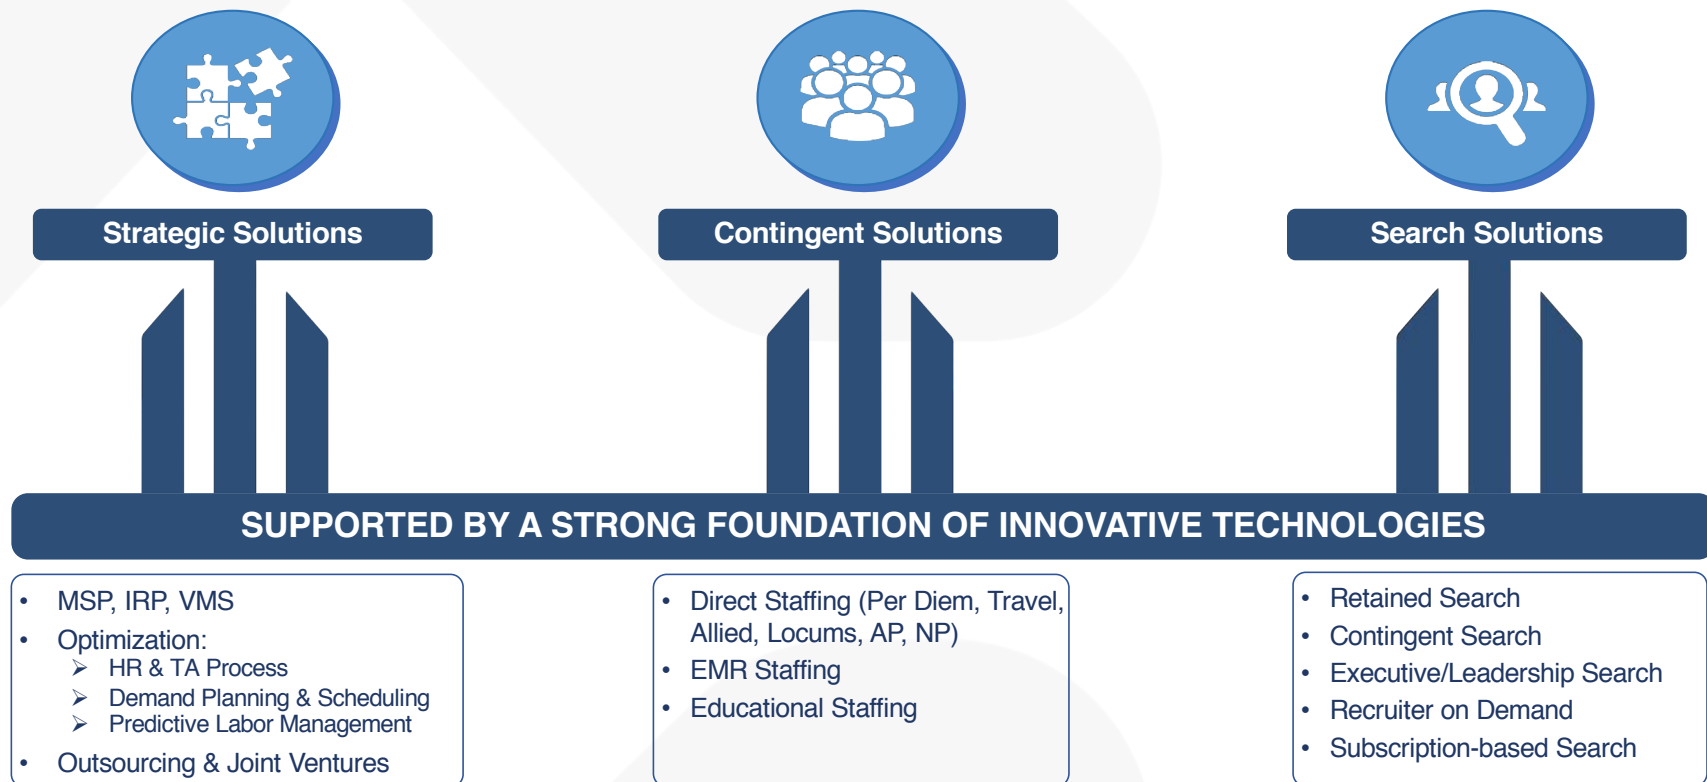 Strategic Solutions
Contingent Solutions
Search Solutions
SUPPORTED BY A STRONG FOUNDATION OF INNOVATIVE TECHNOLOGIES
• MSP, IRP, VMS
• Optimization:
➢ HR & TA Process
➢ Demand Planning & Scheduling
➢ Predictive Labor Management
• Outsourcing & Joint Ventures
• Direct Staffing (Per Diem, Travel,
Allied, Locums, AP, NP)
• EMR Staffing
• Educational Staffing
• Retained Search
• Contingent Search
• Executive/Leadership Search
• Recruiter on Demand
• Subscription-based Search